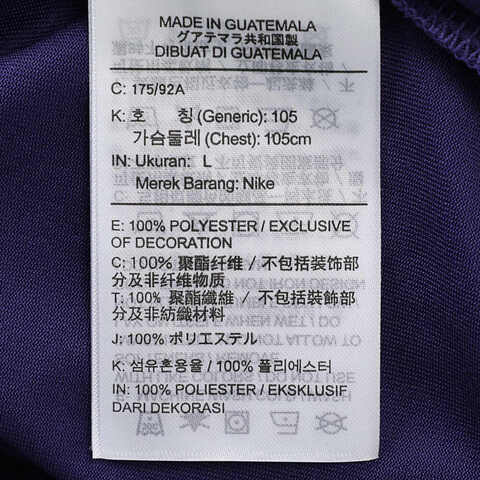 MADE IN GUATEMALA
グアテマラ共和国製
DIBUAT DI GUATEMALA
C: 175/92A
K: 호 칭 (Generic): 105
가슴둘레 (Chest): 105cm
IN: Ukuran: L
Merek Barang: Nike
E: 100% POLYESTER / EXCLUSIVE
OF DECORATION
C: 100% 聚酯纤维 / 不包括装饰部
分及非纤维物质
T: 100% 聚酯纖維 / 不包括裝飾部
分及非紡織材料
J: 100% ポリエステル
K: 섬유혼용율 / 100% 폴리에스터
IN: 100% POLIESTER / EKSKLUSIF
DARI DEKORASI